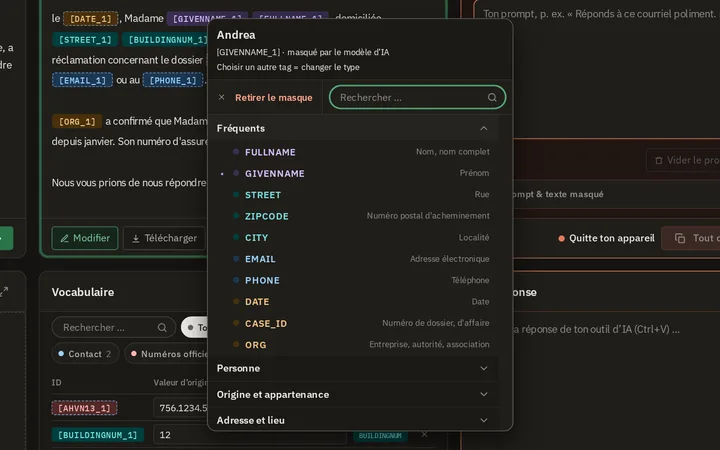 le [DATE_1], Madame [GIVENNAME_1] [FULLNAME_1], domiciliée
[STREET_1] [BUILDINGNUM_1]
réclamation concernant le dossier
[EMAIL_1] ou au [PHONE_1].
[ORG_1] a confirmé que Madam
depuis janvier. Son numéro d'assuré
Nous vous prions de nous répondre
e, a
dre
Modifier
Télécharger
Andrea
[GIVENNAME_1] · masqué par le modèle d'IA
Choisir un autre tag = changer le type
× Retirer le masque
Rechercher ...
Fréquents
FULLNAME Nom, nom complet
GIVENNAME Prénom
STREET Rue
ZIPCODE Numéro postal d'acheminement
CITY Localité
EMAIL Adresse électronique
PHONE Téléphone
DATE Date
CASE_ID Numéro de dossier, d'affaire
ORG Entreprise, autorité, association
Personne
Origine et appartenance
Adresse et lieu
Ton prompt, p. ex. « Réponds à ce courriel poliment.
Vider le pro
ompt & texte masqué
Quitte ton appareil
Tout c
Vocabulaire
Rechercher ...
To
Contact 2
Numéros officie
ID Valeur d'origin
[AHVN13_1] 756.1234.5
[BUILDINGNUM_1] 12 BUILDINGNUM ×
onse
a réponse de ton outil d'IA (Ctrl+V) ...